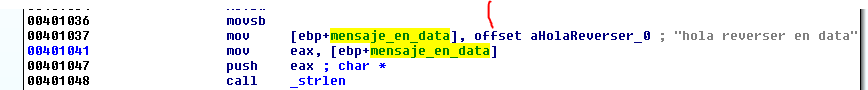 00401036 movsb
00401037 mov [ebp+mensaje_en_data], offset aHolaReverser_0 ; "hola reverser en data"
00401041 mov eax, [ebp+mensaje_en_data]
00401047 push eax ; char *
00401048 call _strlen